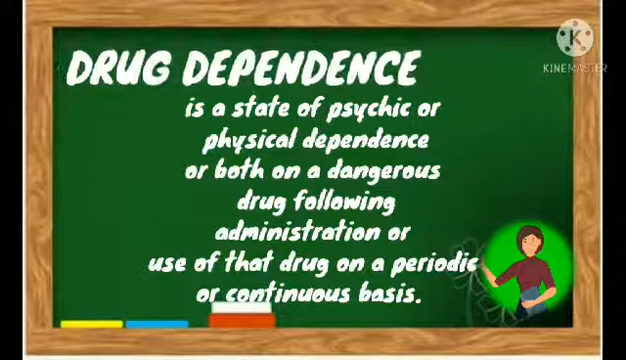 DRUG DEPENDENCE
is a state of psychic or
physical dependence
or both on a dangerous
drug following
administration or
use of that drug on a periodic
or continuous basis.
K
KINEMASTER